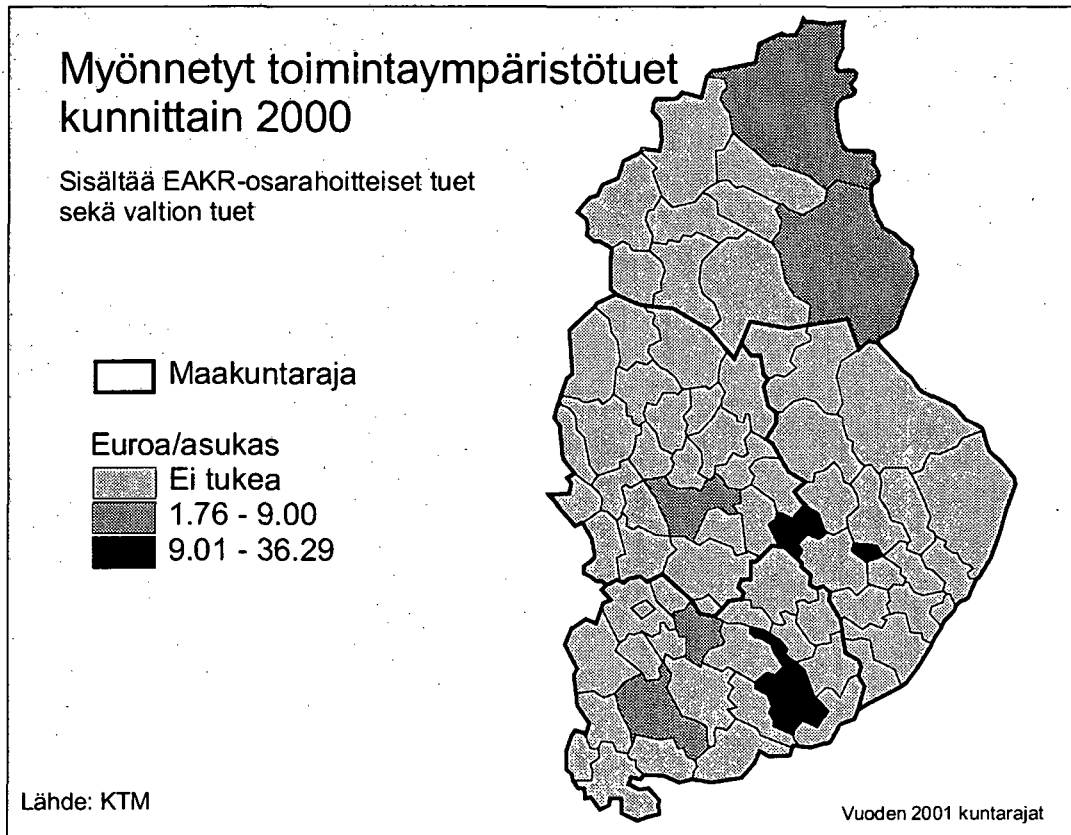 Myönnetyt toimintaympäristötuet
kunnittain 2000
Sisältää EAKR-osarahoitteiset tuet
sekä valtion tuet
Maakuntaraja
Euroa/asukas
Ei tukea
1.76 - 9.00
9.01 - 36.29
Lähde: KTM
Vuoden 2001 kuntarajat